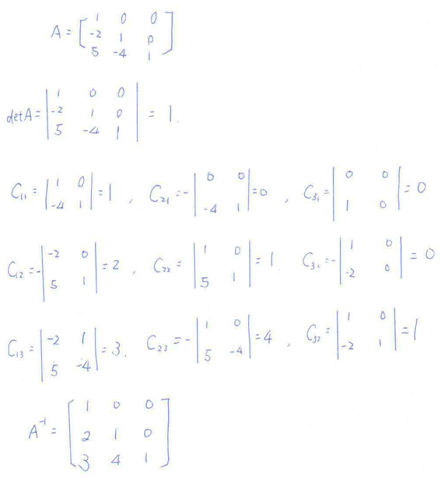 A = [ 1 0 0
-2 1 0
5 -4 1 ]
detA = | 1 0 0
-2 1 0
5 -4 1 | = 1.
C₁₁ = | 1 0
-4 1 | = 1 , C₂₁ = - | 0 0
-4 1 | = 0 , C₃₁ = | 0 0
1 0 | = 0
C₁₂ = - | -2 0
5 1 | = 2 , C₂₂ = | 1 0
5 1 | = 1 C₃ = - | 1 0
-2 0 | = 0
C₁₃ = | -2 1
5 -4 | = 3 . C₂₃ = - | 1 0
5 -4 | = 4 , C₃ = | 1 0
-2 1 | = 1
A⁻¹ = [ 1 0 0
2 1 0
3 4 1 ]